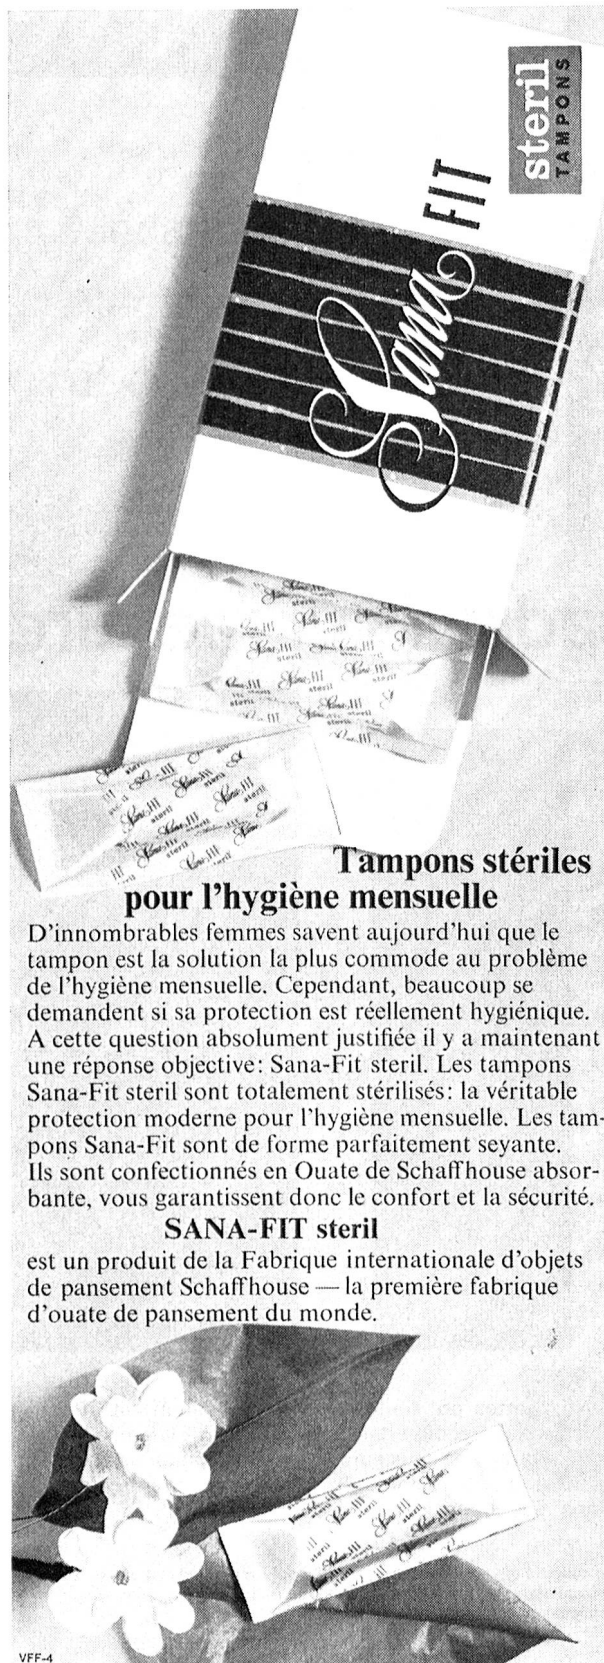 steril
TAMPONS
Sana FIT
Tampons stériles
pour l'hygiène mensuelle
D'innombrables femmes savent aujourd'hui que le
tampon est la solution la plus commode au problème
de l'hygiène mensuelle. Cependant, beaucoup se
demandent si sa protection est réellement hygiénique.
A cette question absolument justifiée il y a maintenant
une réponse objective: Sana-Fit steril. Les tampons
Sana-Fit steril sont totalement stérilisés: la véritable
protection moderne pour l'hygiène mensuelle. Les tam-
pons Sana-Fit sont de forme parfaitement seyante.
Ils sont confectionnés en Ouate de Schaffhouse absor-
bante, vous garantissent donc le confort et la sécurité.
SANA-FIT steril
est un produit de la Fabrique internationale d'objets
de pansement Schaffhouse — la première fabrique
d'ouate de pansement du monde.
VFF-4